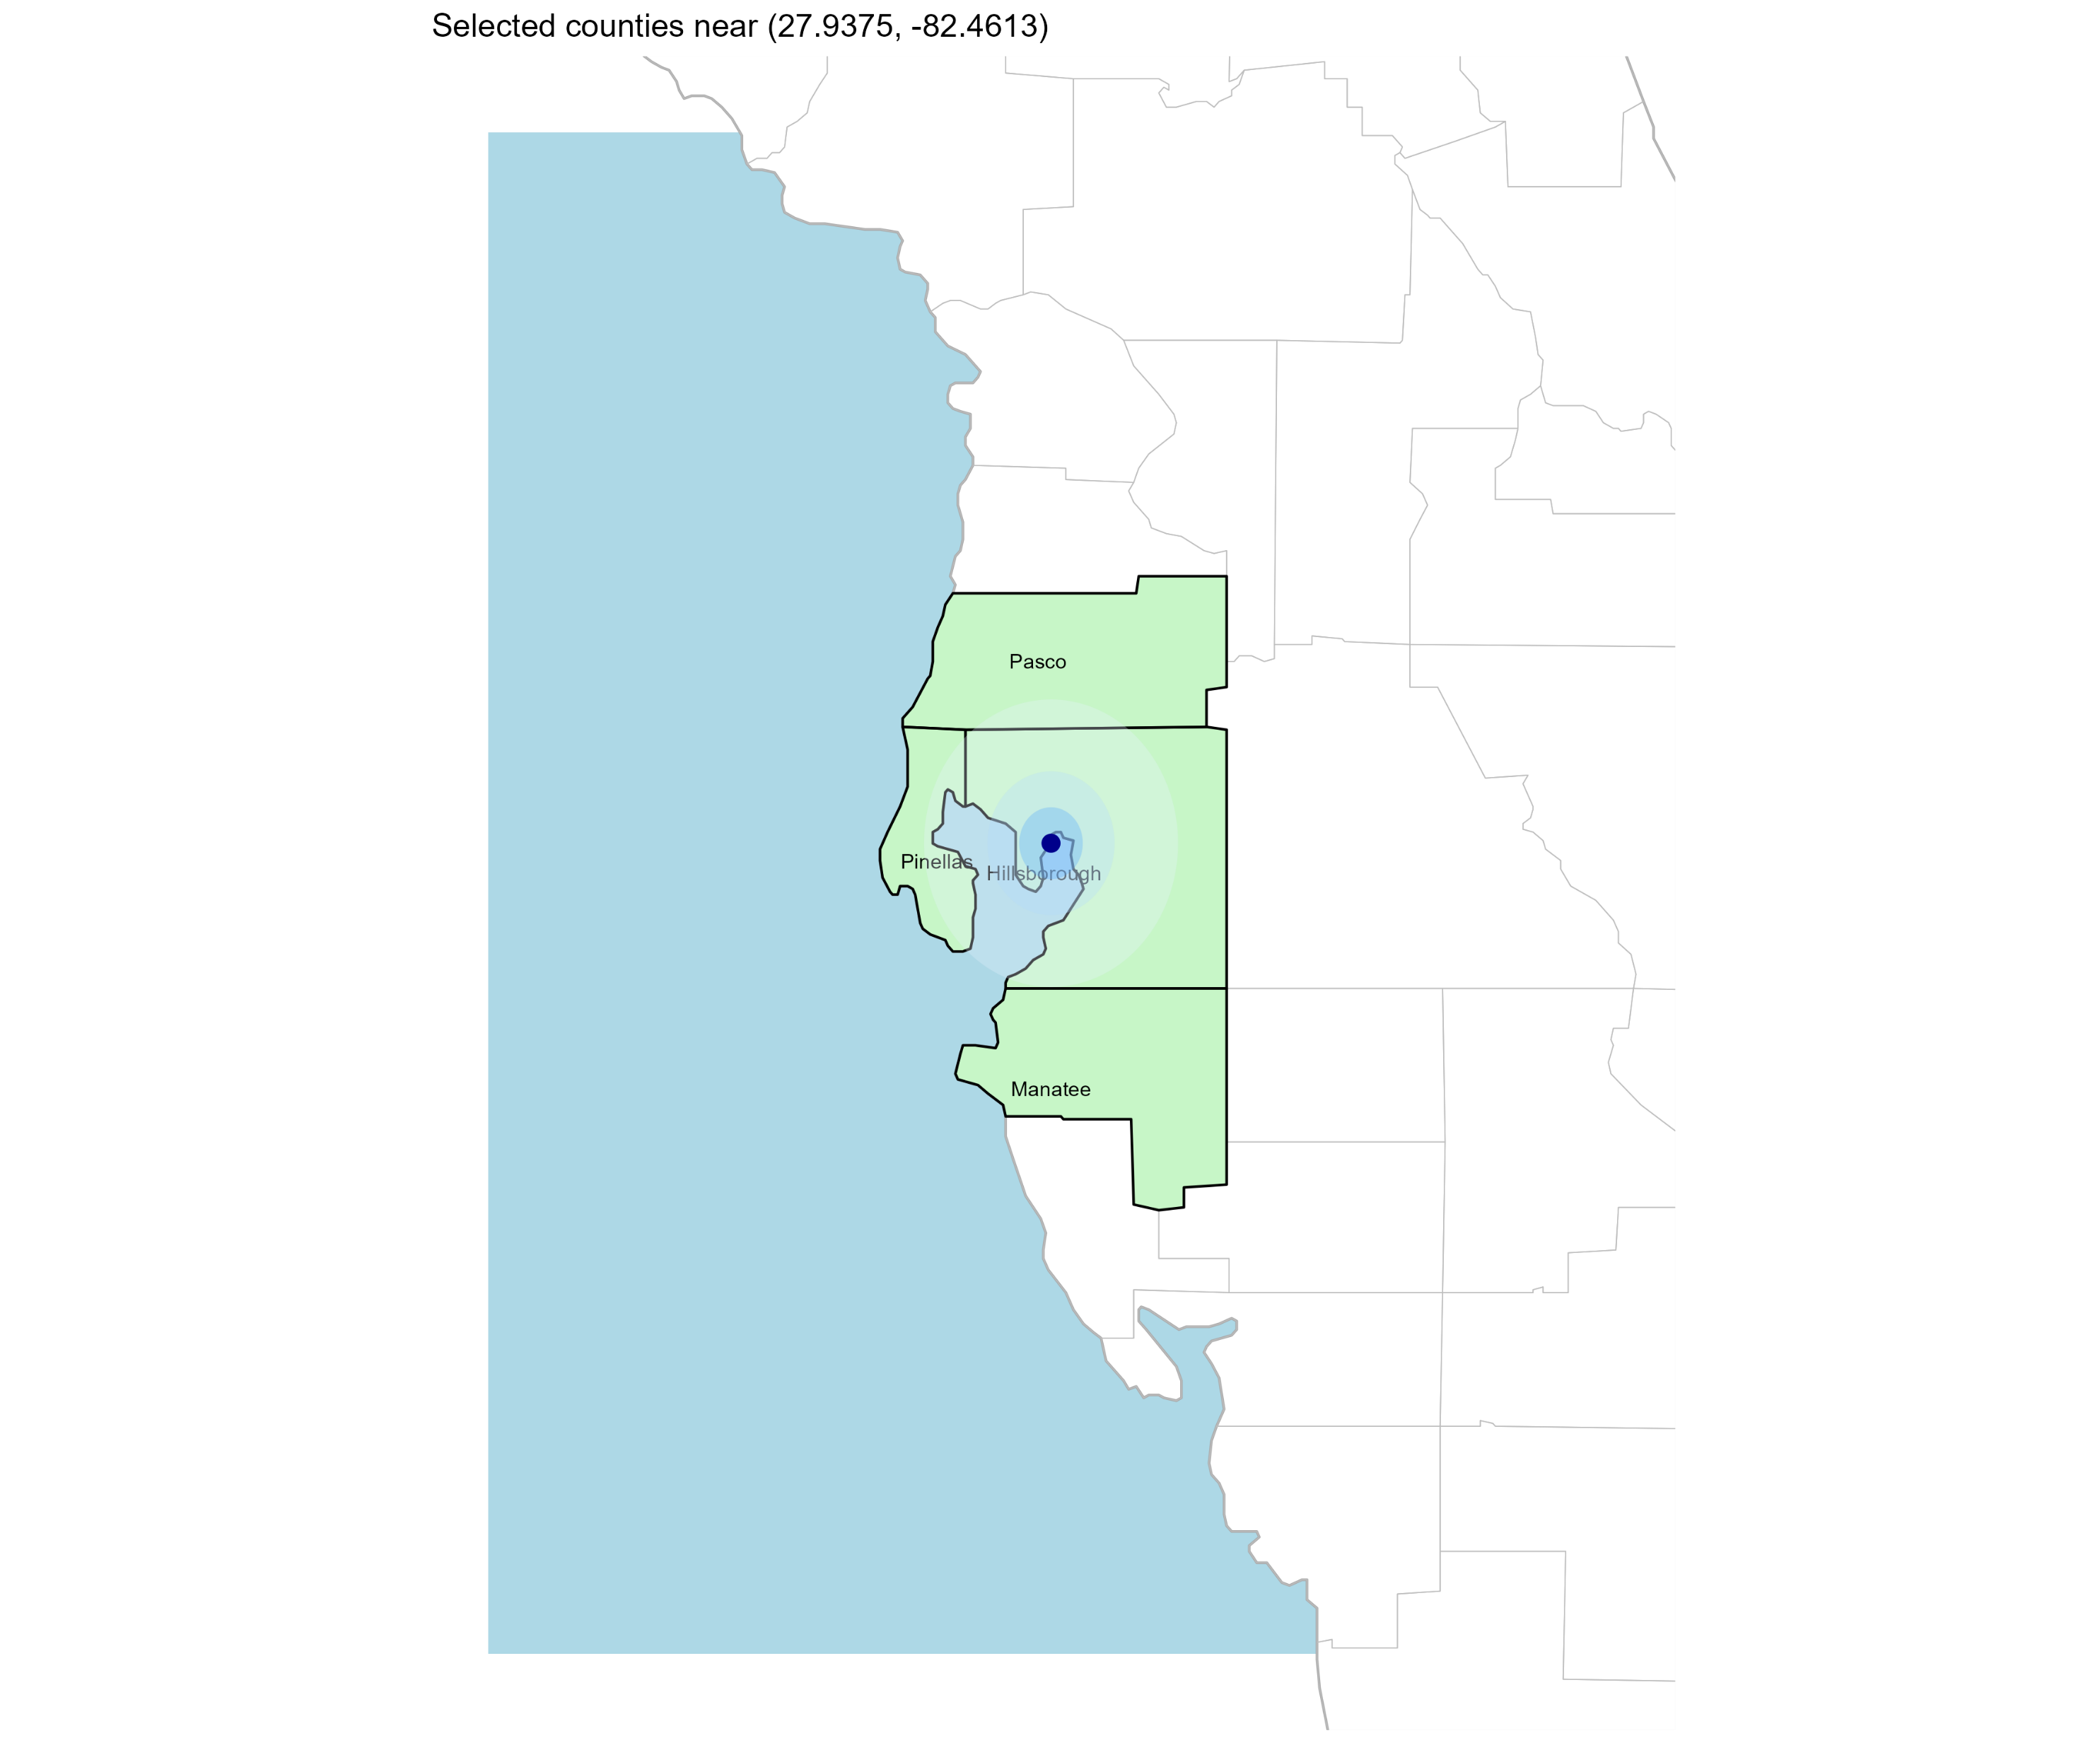 Selected counties near (27.9375, -82.4613)
Pasco
Pinellas
Hillsborough
Manatee